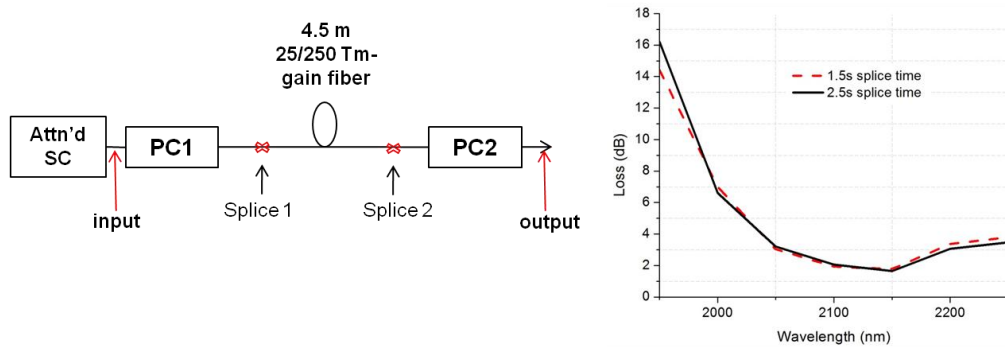 4.5 m
25/250 Tm-
gain fiber
Attn'd
SC
PC1
PC2
input
Splice 1
Splice 2
output
18
16
14
12
10
8
6
4
2
0
Loss (dB)
1.5s splice time
2.5s splice time
2000
2100
2200
Wavelength (nm)